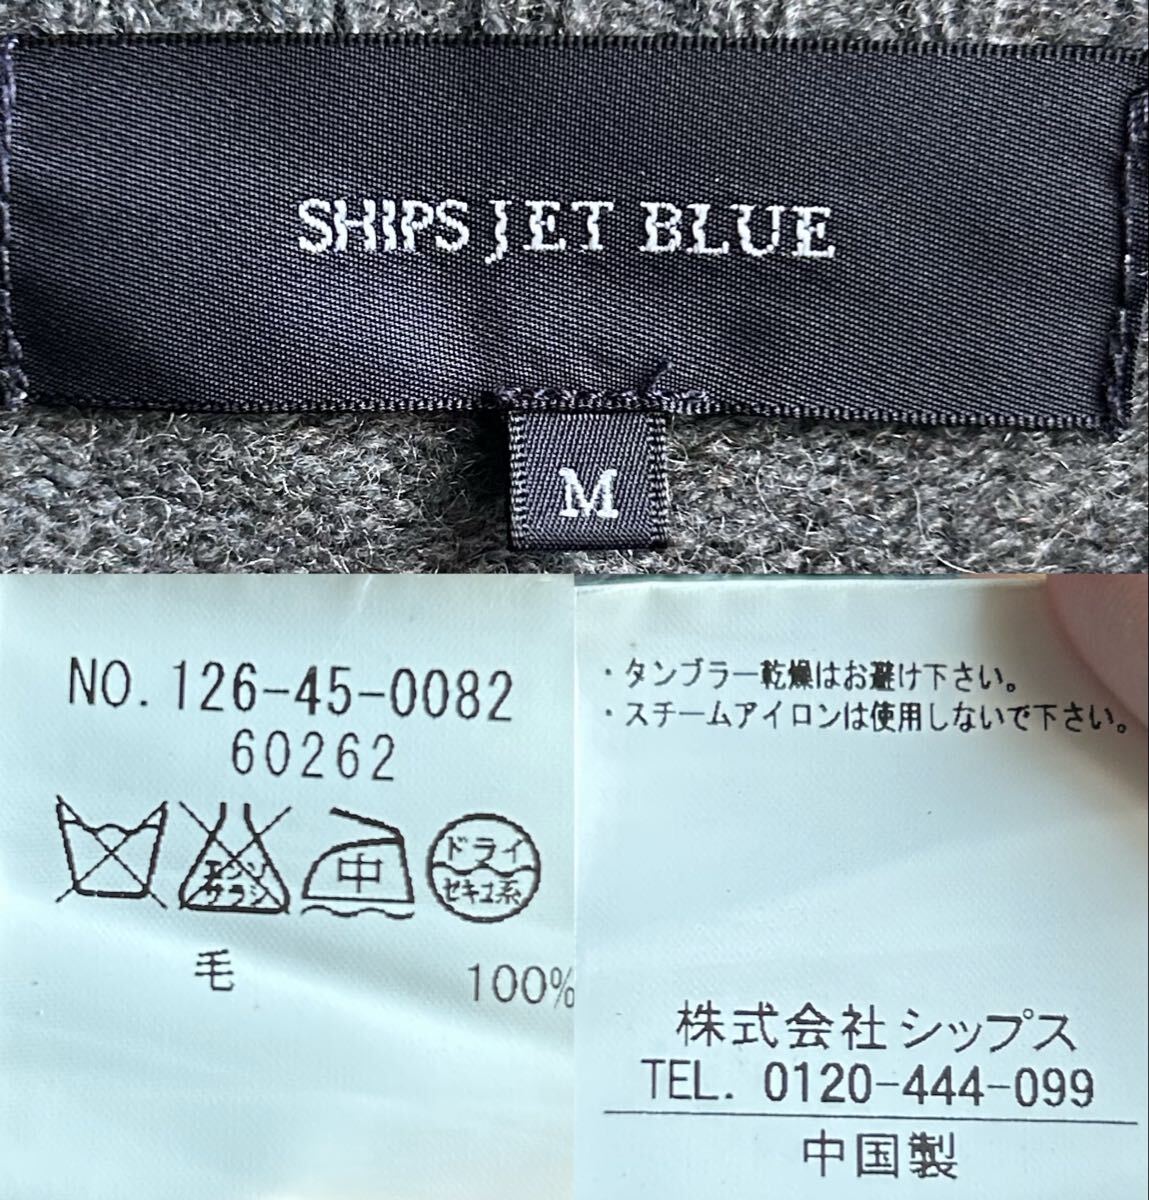 SHIPS JET BLUE
M
NO. 126-45-0082
60262
エンソ
サラシ
中
ドライ
セキユ系
毛 100%
・タンブラー乾燥はお避け下さい。
・スチームアイロンは使用しないで下さい。
株式会社シップス
TEL. 0120-444-099
中国製